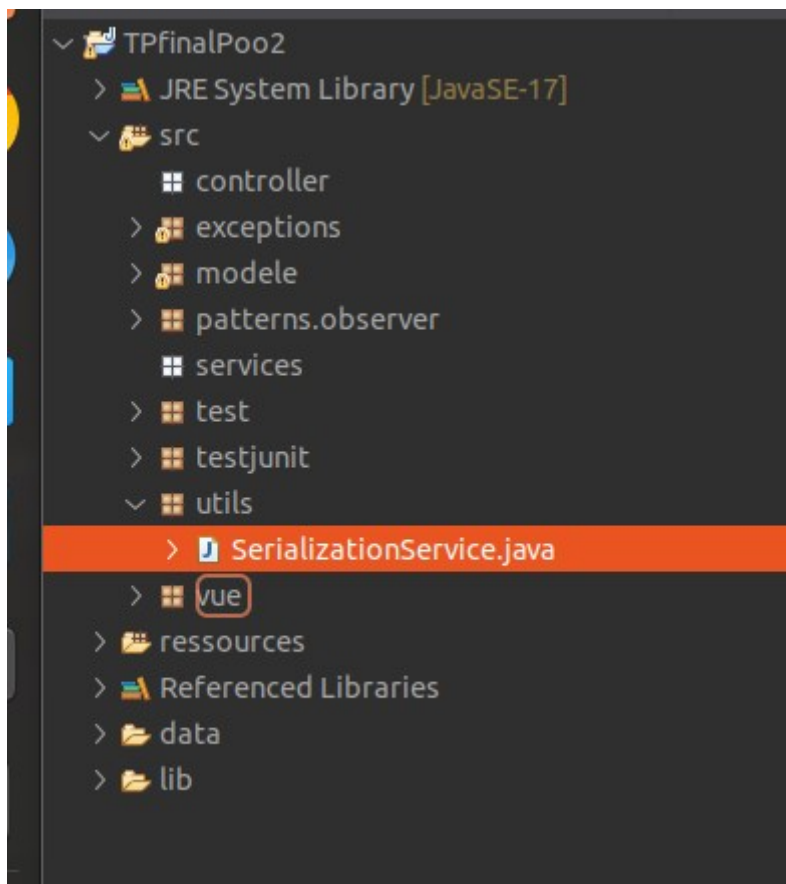 TPfinalPoo2
JRE System Library [JavaSE-17]
src
controller
exceptions
modele
patterns.observer
services
test
testjunit
utils
SerializationService.java
vue
ressources
Referenced Libraries
data
lib